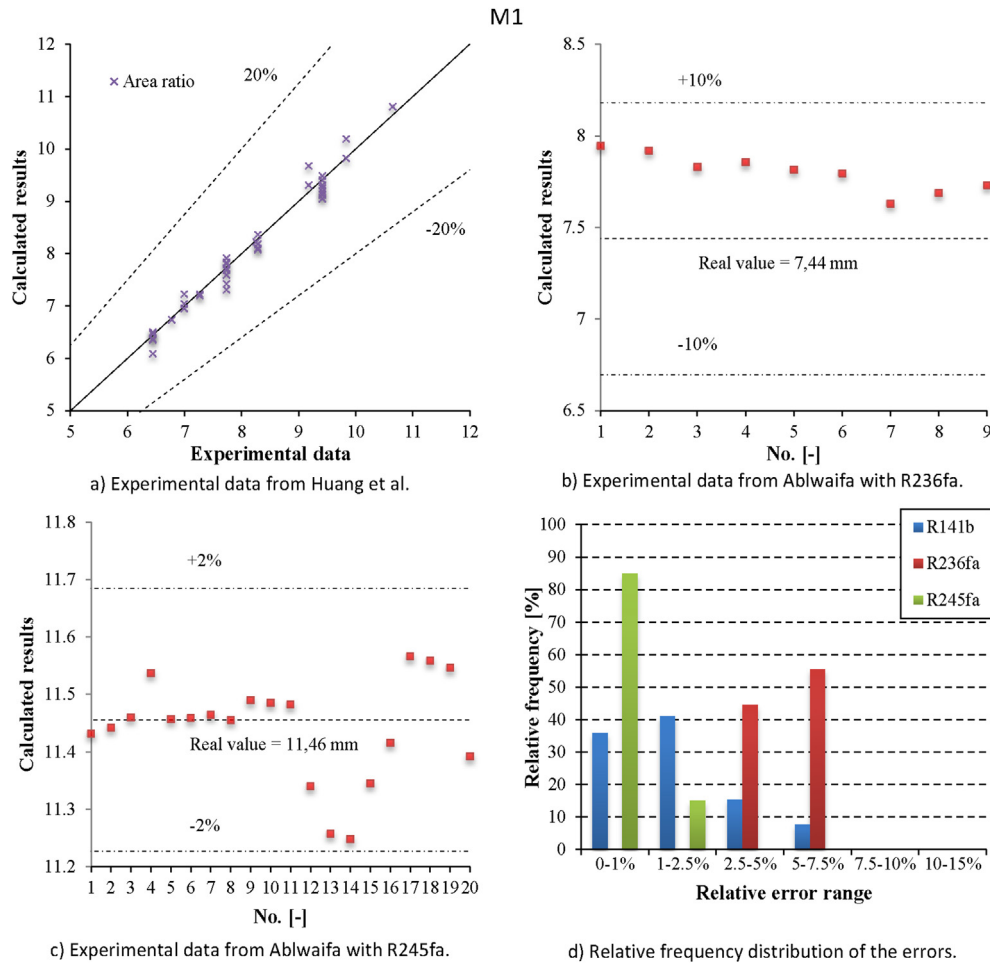 M1
12
11
10
9
8
7
6
5
5 6 7 8 9 10 11 12
Calculated results
Experimental data
Area ratio
20%
-20%
a) Experimental data from Huang et al.
8.5
8
7.5
7
6.5
1 2 3 4 5 6 7 8 9
Calculated results
No. [-]
+10%
Real value = 7,44 mm
-10%
b) Experimental data from Ablwaifa with R236fa.
11.8
11.7
11.6
11.5
11.4
11.3
11.2
1 2 3 4 5 6 7 8 9 10 11 12 13 14 15 16 17 18 19 20
Calculated results
No. [-]
+2%
Real value = 11,46 mm
-2%
c) Experimental data from Ablwaifa with R245fa.
100
90
80
70
60
50
40
30
20
10
0
0-1% 1-2.5% 2.5-5% 5-7.5% 7.5-10% 10-15%
Relative frequency [%]
Relative error range
R141b
R236fa
R245fa
d) Relative frequency distribution of the errors.